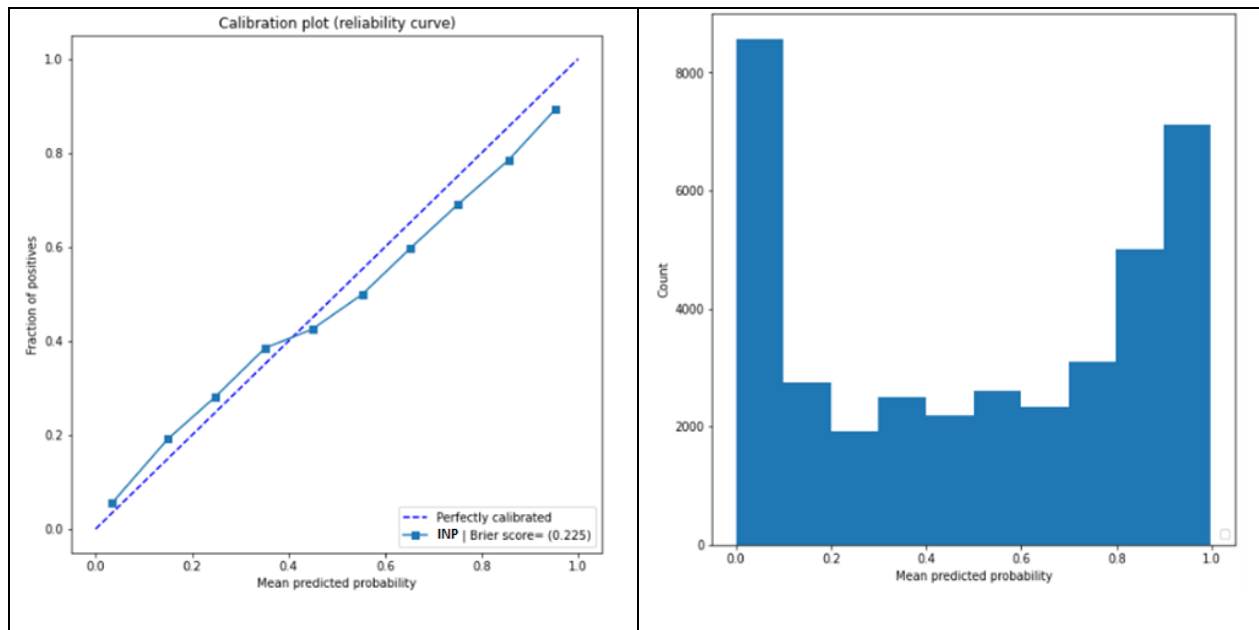 Calibration plot (reliability curve)
1.0
0.8
0.6
0.4
0.2
0.0
Fraction of positives
Perfectly calibrated
INP | Brier score= (0.225)
0.0 0.2 0.4 0.6 0.8 1.0
Mean predicted probability
8000
6000
4000
2000
0
Count
0.0 0.2 0.4 0.6 0.8 1.0
Mean predicted probability